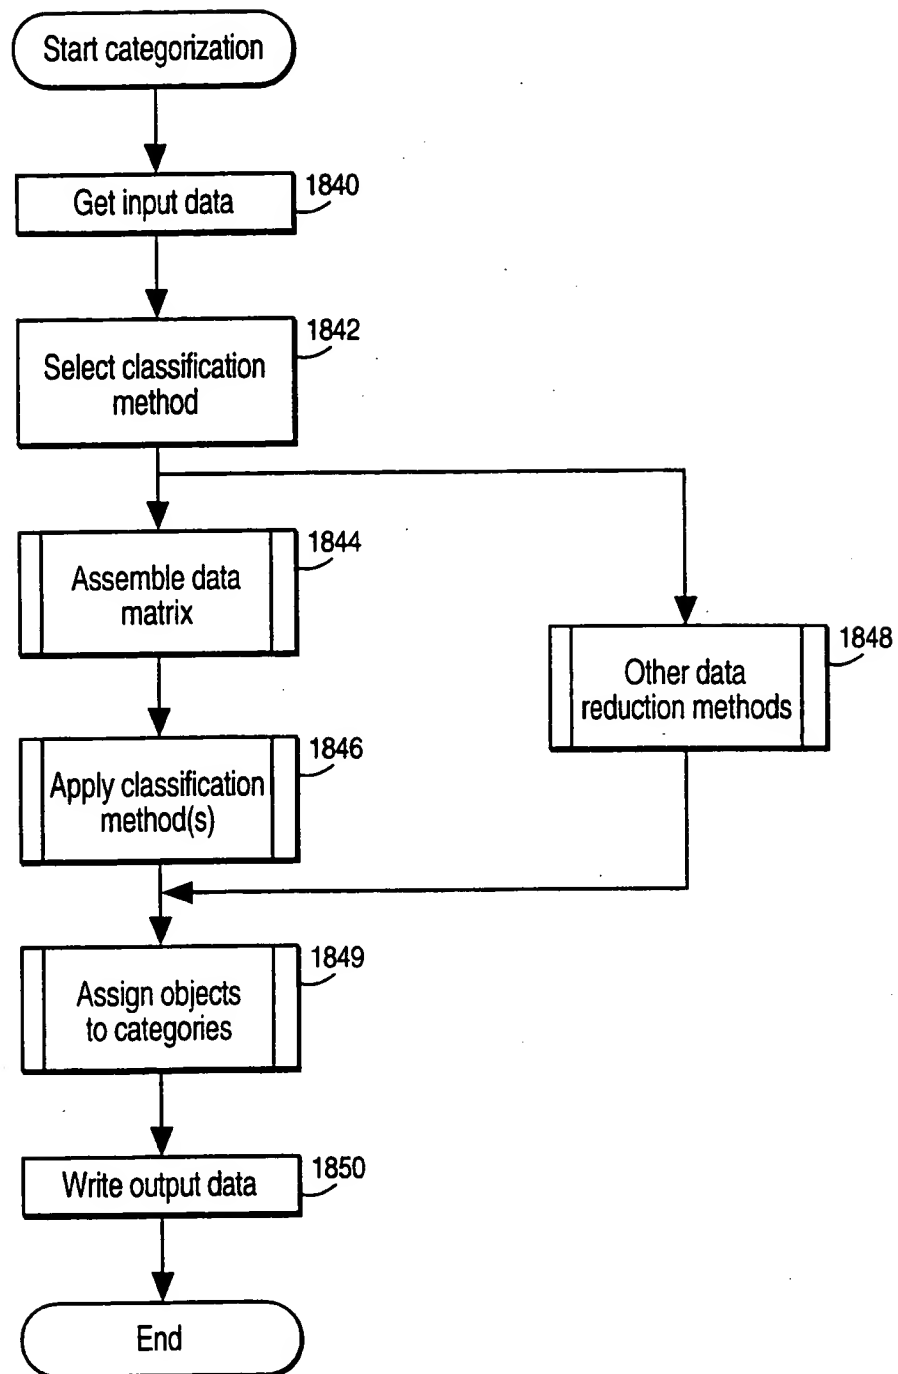 Start categorization
Get input data
1840
Select classification
method
1842
Assemble data
matrix
1844
Other data
reduction methods
1848
Apply classification
method(s)
1846
Assign objects
to categories
1849
Write output data
1850
End